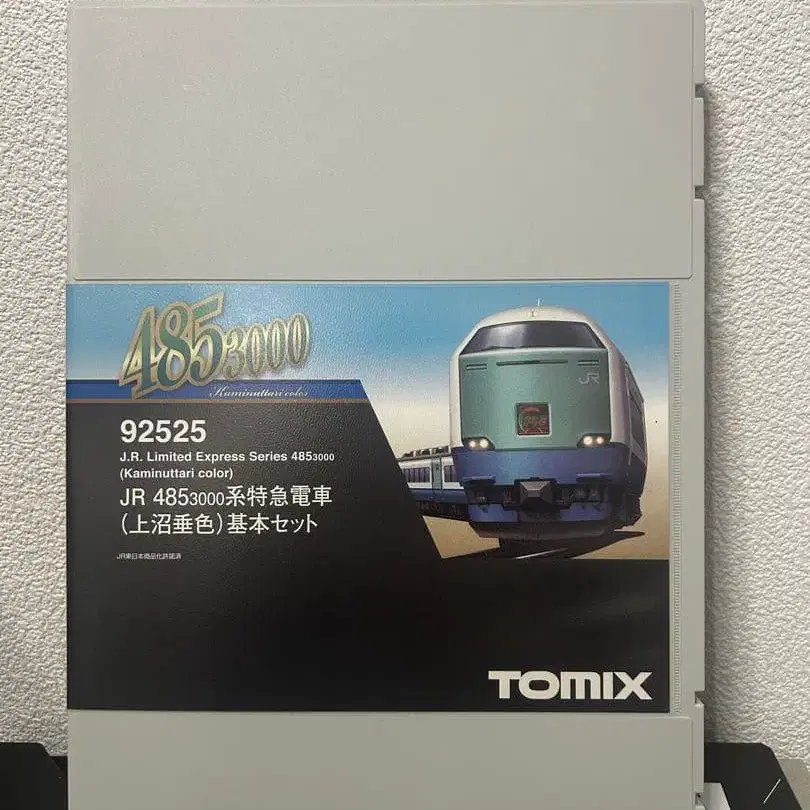 4853000
Kaminuttari color
92525
J.R. Limited Express Series 4853000
(Kaminuttari color)
JR 4853000系特急電車
(上沼垂色)基本セット
JR東日本商品化許諾済
JR
TOMIX